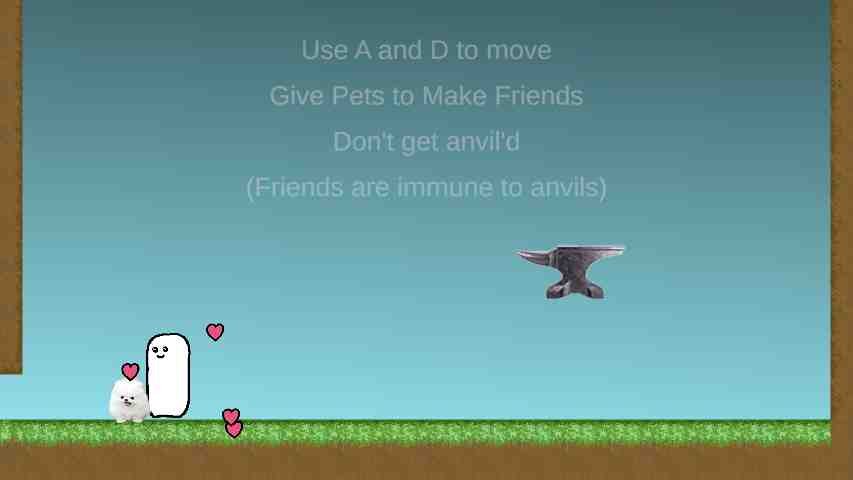 Use A and D to move
Give Pets to Make Friends
Don't get anvil'd
(Friends are immune to anvils)